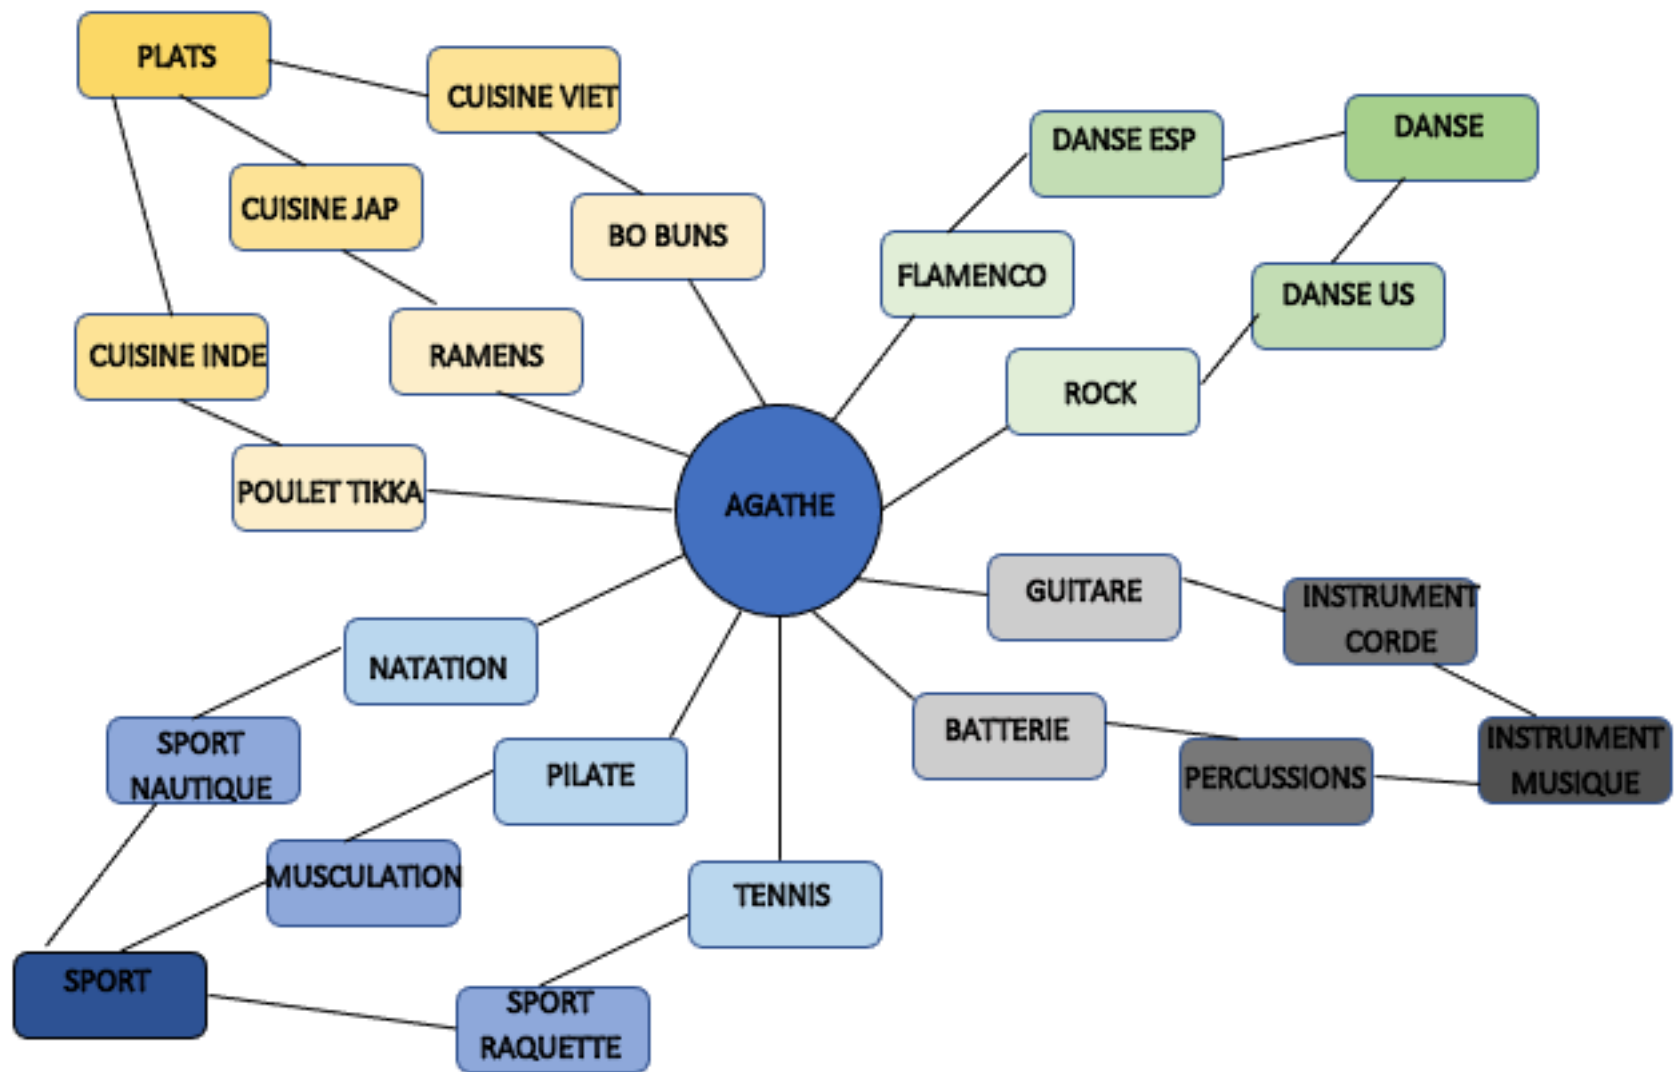 PLATS
CUISINE VIET
DANSE ESP
DANSE
CUISINE JAP
BO BUNS
FLAMENCO
DANSE US
CUISINE INDE
RAMENS
ROCK
POULET TIKKA
AGATHE
GUITARE
INSTRUMENT
CORDE
NATATION
BATTERIE
INSTRUMENT
MUSIQUE
SPORT
NAUTIQUE
PILATE
PERCUSSIONS
MUSCULATION
TENNIS
SPORT
SPORT
RAQUETTE